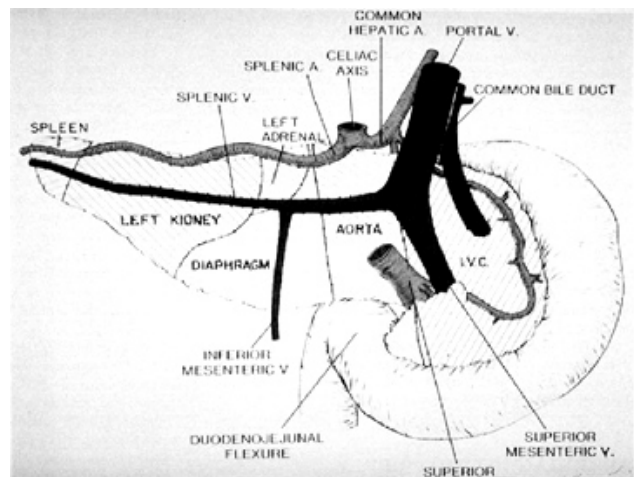 COMMON
HEPATIC A.
PORTAL V.
CELIAC
AXIS
SPLENIC A.
COMMON BILE DUCT
SPLENIC V.
LEFT
ADRENAL
SPLEEN
LEFT KIDNEY
AORTA
I.V.C.
DIAPHRAGM
INFERIOR
MESENTERIC V
DUODENOJEJUNAL
FLEXURE
SUPERIOR
MESENTERIC V.
SUPERIOR